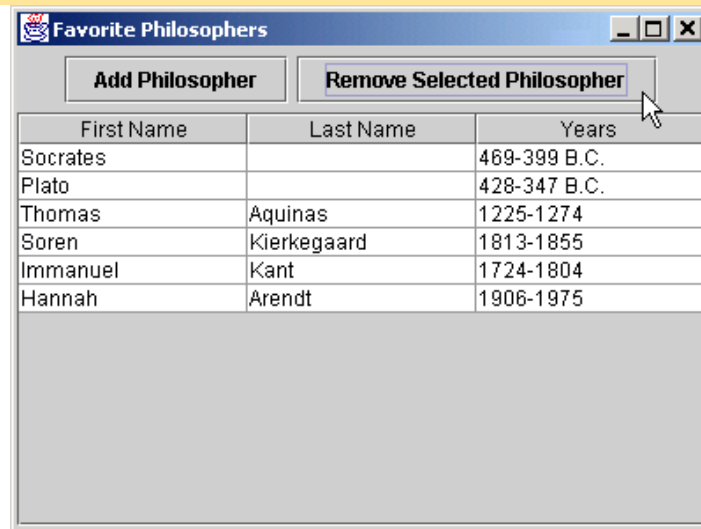 Favorite Philosophers
Add Philosopher Remove Selected Philosopher
First Name Last Name Years
Socrates 469-399 B.C.
Plato 428-347 B.C.
Thomas Aquinas 1225-1274
Soren Kierkegaard 1813-1855
Immanuel Kant 1724-1804
Hannah Arendt 1906-1975